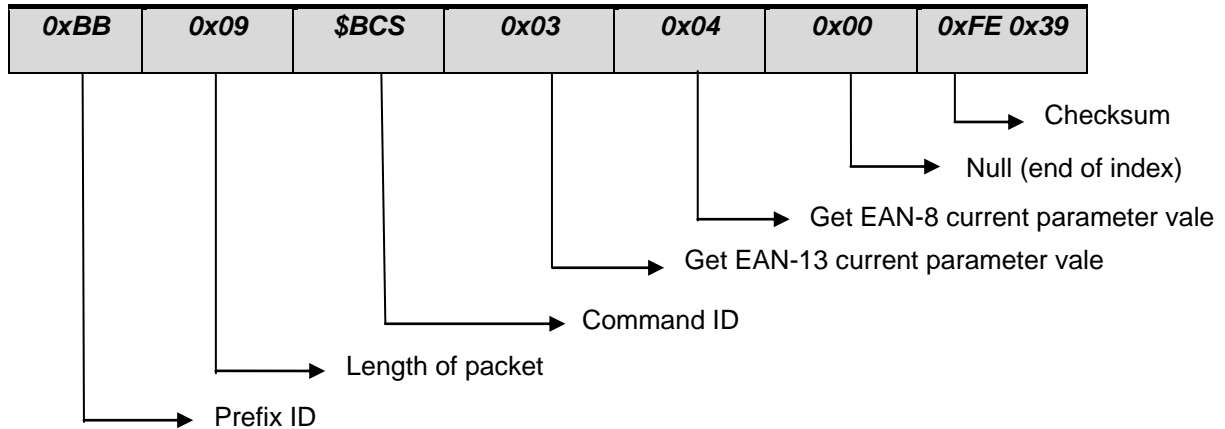 0xBB 0x09 $BCS 0x03 0x04 0x00 0xFE 0x39
Checksum
Null (end of index)
Get EAN-8 current parameter vale
Get EAN-13 current parameter vale
Command ID
Length of packet
Prefix ID